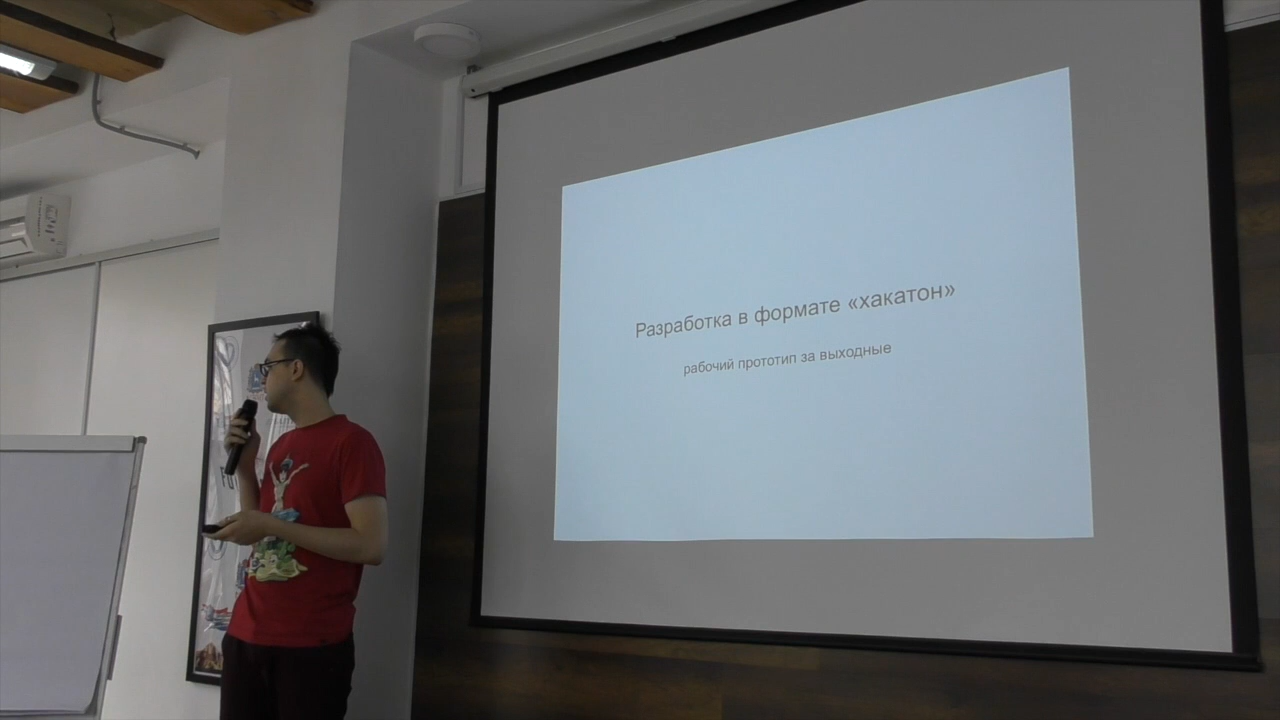 Разработка в формате «хакатон»
рабочий прототип за выходные